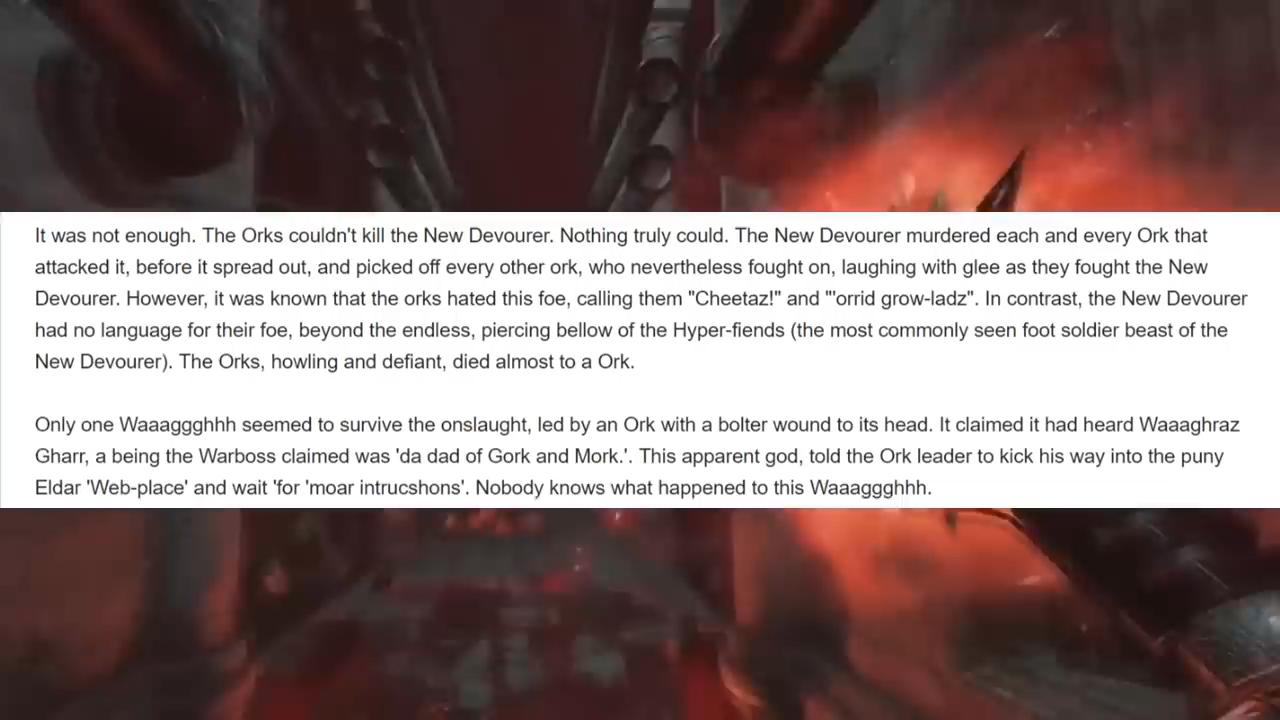 It was not enough. The Orks couldn't kill the New Devourer. Nothing truly could. The New Devourer murdered each and every Ork that
attacked it, before it spread out, and picked off every other ork, who nevertheless fought on, laughing with glee as they fought the New
Devourer. However, it was known that the orks hated this foe, calling them "Cheetaz!" and "'orrid grow-ladz". In contrast, the New Devourer
had no language for their foe, beyond the endless, piercing bellow of the Hyper-fiends (the most commonly seen foot soldier beast of the
New Devourer). The Orks, howling and defiant, died almost to a Ork.
Only one Waaaggghhh seemed to survive the onslaught, led by an Ork with a bolter wound to its head. It claimed it had heard Waaaghraz
Gharr, a being the Warboss claimed was 'da dad of Gork and Mork.'. This apparent god, told the Ork leader to kick his way into the puny
Eldar 'Web-place' and wait 'for 'moar intrucshons'. Nobody knows what happened to this Waaaggghhh.